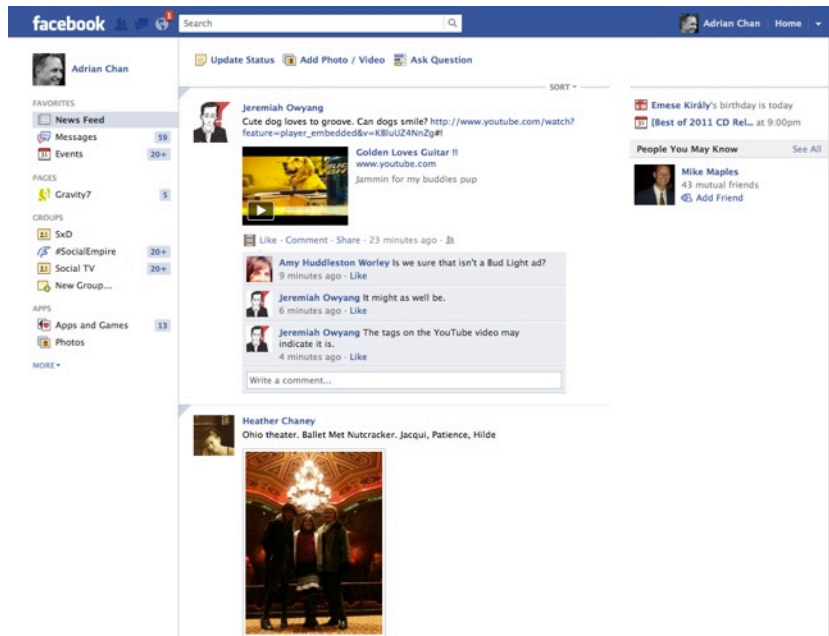 facebook
1
Search
Adrian Chan
Home
Adrian Chan
FAVORITES
News Feed
Messages
59
Events
20+
PAGES
Gravity7
5
GROUPS
SxD
#SocialEmpire
20+
Social TV
20+
New Group...
APPS
Apps and Games
13
Photos
MORE
Update Status
Add Photo / Video
Ask Question
SORT
Jeremiah Owyang
Cute dog loves to groove. Can dogs smile? http://www.youtube.com/watch?
feature=player_embedded&v=KBluUZ4NnZg#!
Golden Loves Guitar !!
www.youtube.com
Jammin for my buddies pup
Like · Comment · Share · 23 minutes ago ·
Amy Huddleston Worley Is we sure that isn't a Bud Light ad?
9 minutes ago · Like
Jeremiah Owyang It might as well be.
6 minutes ago · Like
Jeremiah Owyang The tags on the YouTube video may
indicate it is.
4 minutes ago · Like
Write a comment...
Heather Chaney
Ohio theater. Ballet Met Nutcracker. Jacqui, Patience, Hilde
Emese Király's birthday is today
31
[Best of 2011 CD Rel... at 9:00pm
People You May Know
See All
Mike Maples
43 mutual friends
Add Friend